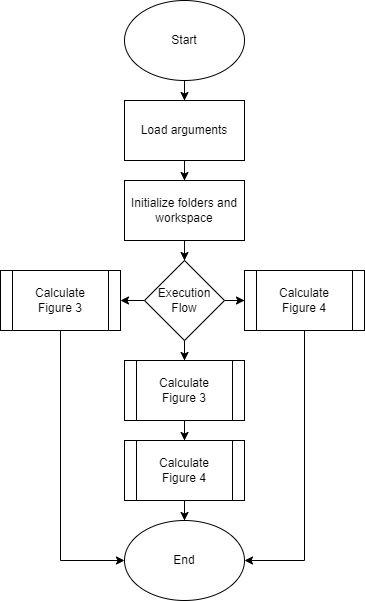 Start
Load arguments
Initialize folders and
workspace
Execution
Flow
Calculate
Figure 3
Calculate
Figure 4
Calculate
Figure 3
Calculate
Figure 4
End